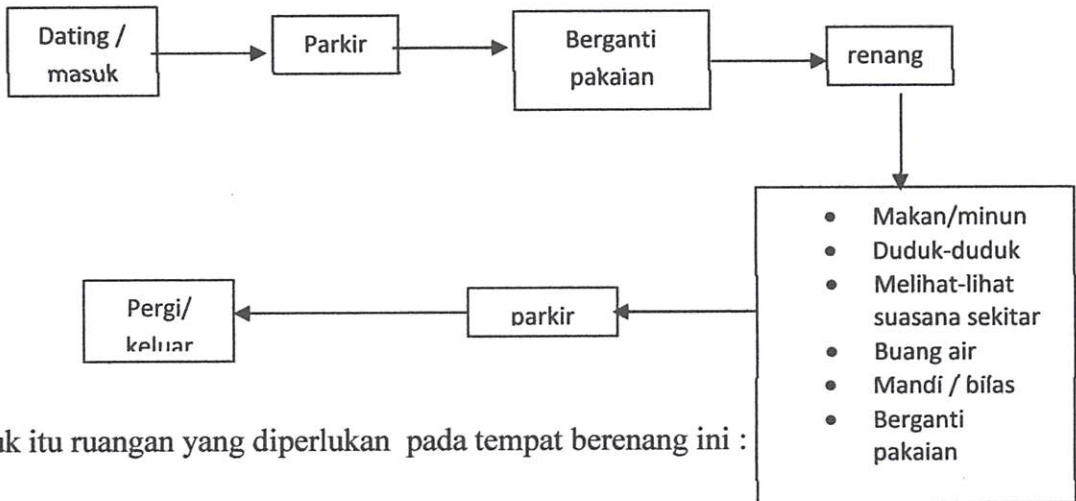 Dating /
masuk
Parkir
Berganti
pakaian
renang
• Makan/minun
• Duduk-duduk
• Melihat-lihat
suasana sekitar
• Buang air
• Mandi / bilas
• Berganti
pakaian
parkir
Pergi/
keluar
uk itu ruangan yang diperlukan pada tempat berenang ini :